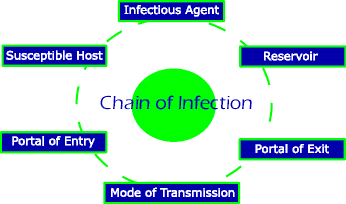 Infectious Agent
Susceptible Host
Reservoir
Chain of Infection
Portal of Entry
Portal of Exit
Mode of Transmission